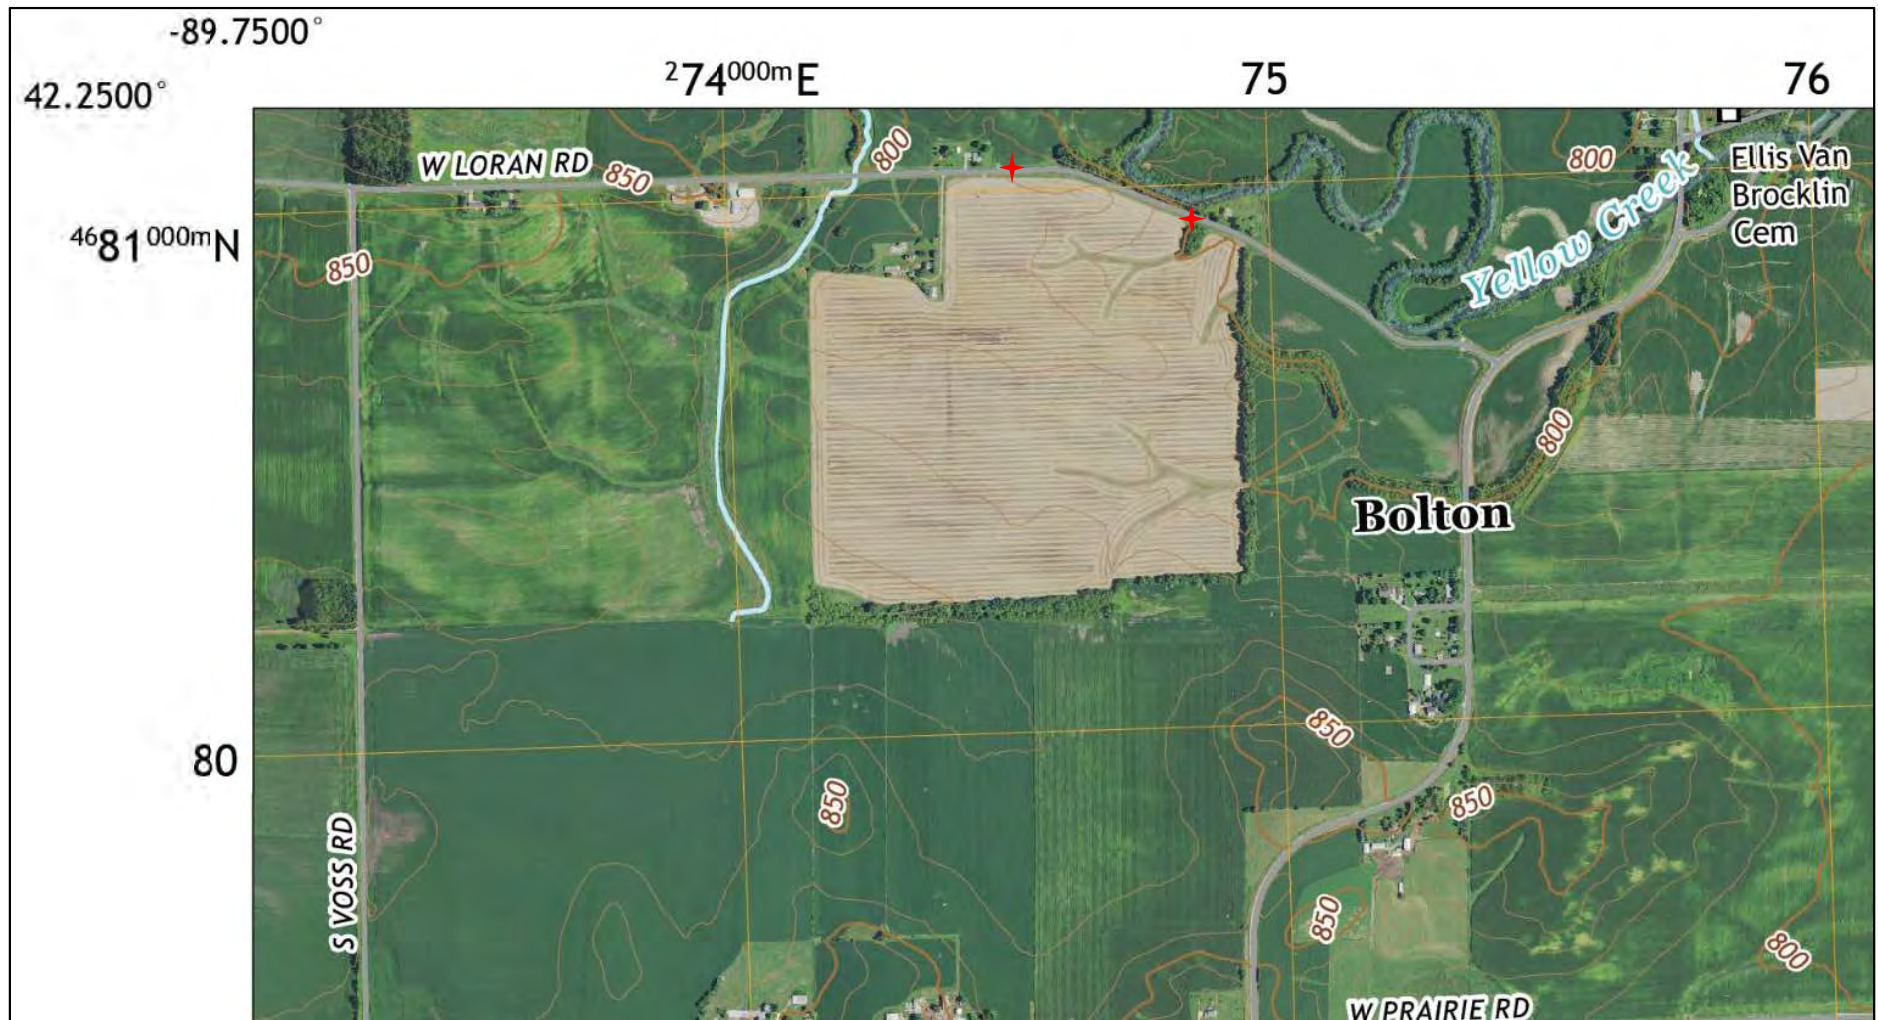 -89.7500°
42.2500°
²74⁰⁰⁰ᵐE
75
76
W LORAN RD
850
800
800
Ellis Van
Brocklin
Cem
Yellow Creek
⁴⁶81⁰⁰⁰ᵐN
850
800
Bolton
80
850
850
850
S VOSS RD
850
800
W PRAIRIE RD